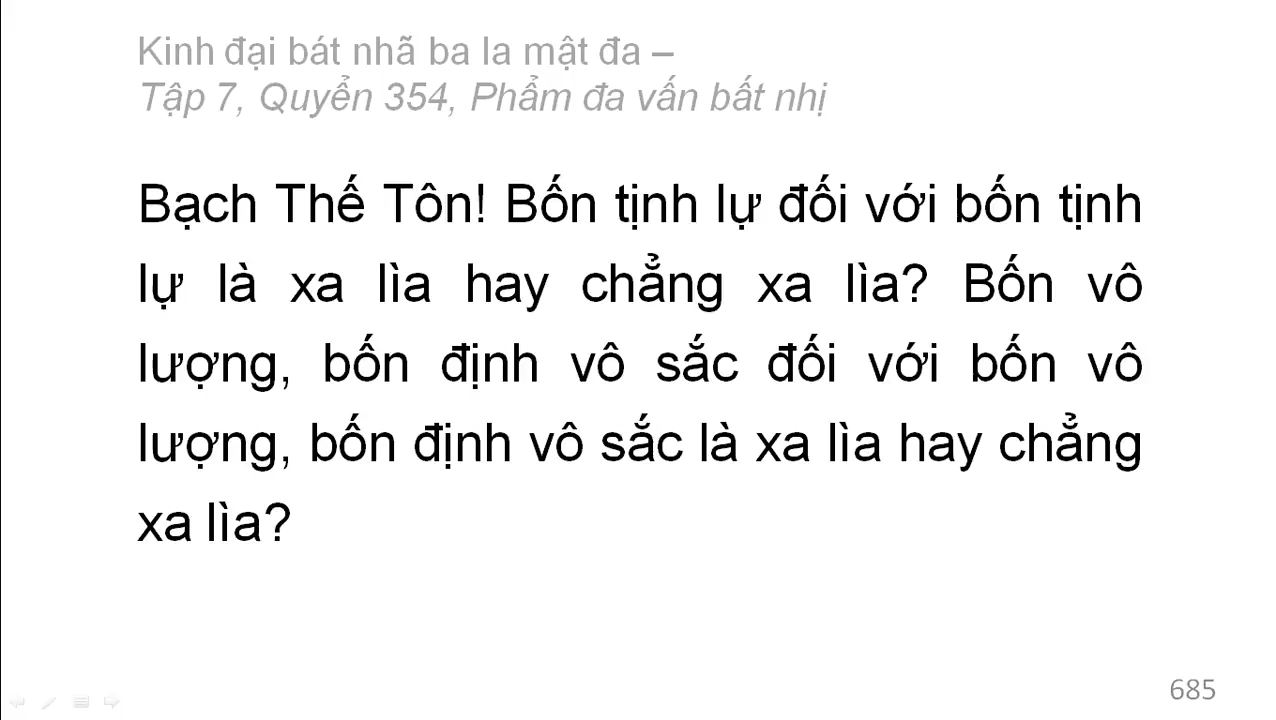 Kinh đại bát nhã ba la mật đa –
Tập 7, Quyển 354, Phẩm đa vấn bất nhị
Bạch Thế Tôn! Bốn tịnh lự đối với bốn tịnh
lự là xa lìa hay chẳng xa lìa? Bốn vô
lượng, bốn định vô sắc đối với bốn vô
lượng, bốn định vô sắc là xa lìa hay chẳng
xa lìa?
685